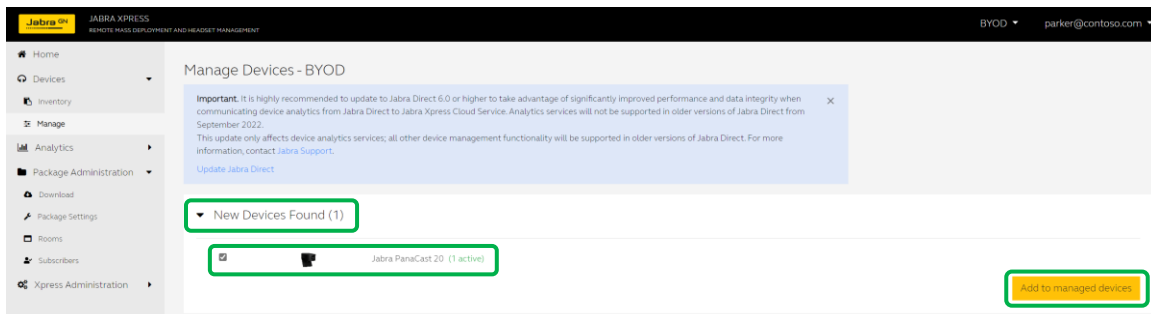 Jabra GN
JABRA XPRESS
REMOTE MASS DEPLOYMENT AND HEADSET MANAGEMENT
BYOD
parker@contoso.com
Home
Devices
Inventory
Manage
Analytics
Package Administration
Download
Package Settings
Rooms
Subscribers
Xpress Administration
Manage Devices - BYOD
Important. It is highly recommended to update to Jabra Direct 6.0 or higher to take advantage of significantly improved performance and data integrity when
communicating device analytics from Jabra Direct to Jabra Xpress Cloud Service. Analytics services will not be supported in older versions of Jabra Direct from
September 2022.
This update only affects device analytics services; all other device management functionality will be supported in older versions of Jabra Direct. For more
information, contact Jabra Support.
Update Jabra Direct
New Devices Found (1)
Jabra PanaCast 20 (1 active)
Add to managed devices